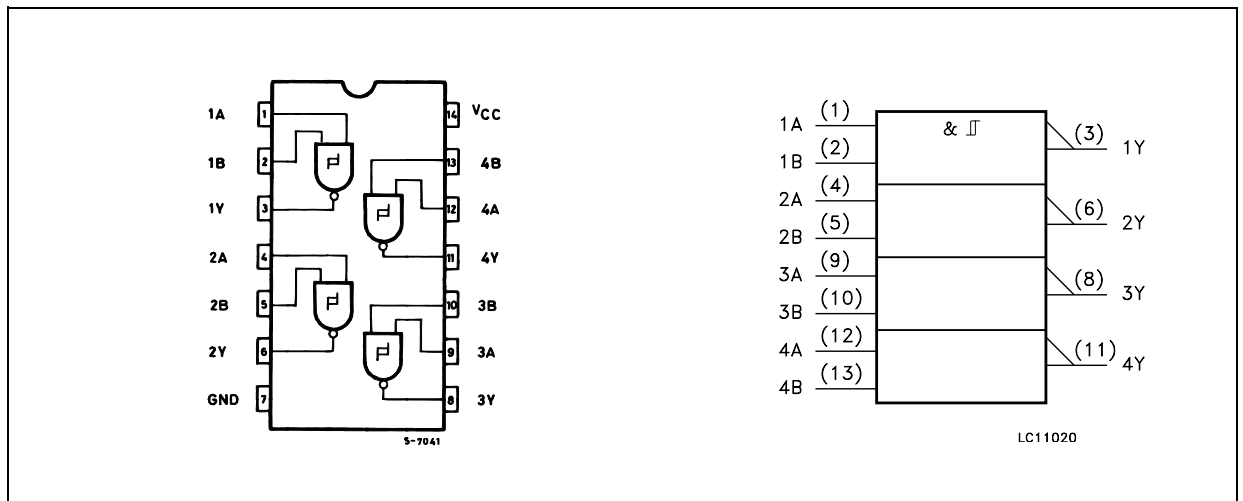 1A 1 14 VCC
1B 2 13 4B
1Y 3 12 4A
2A 4 11 4Y
2B 5 10 3B
2Y 6 9 3A
GND 7 8 3Y
S-7041
&
1A (1)
1B (2)
2A (4)
2B (5)
3A (9)
3B (10)
4A (12)
4B (13)
(3) 1Y
(6) 2Y
(8) 3Y
(11) 4Y
LC11020